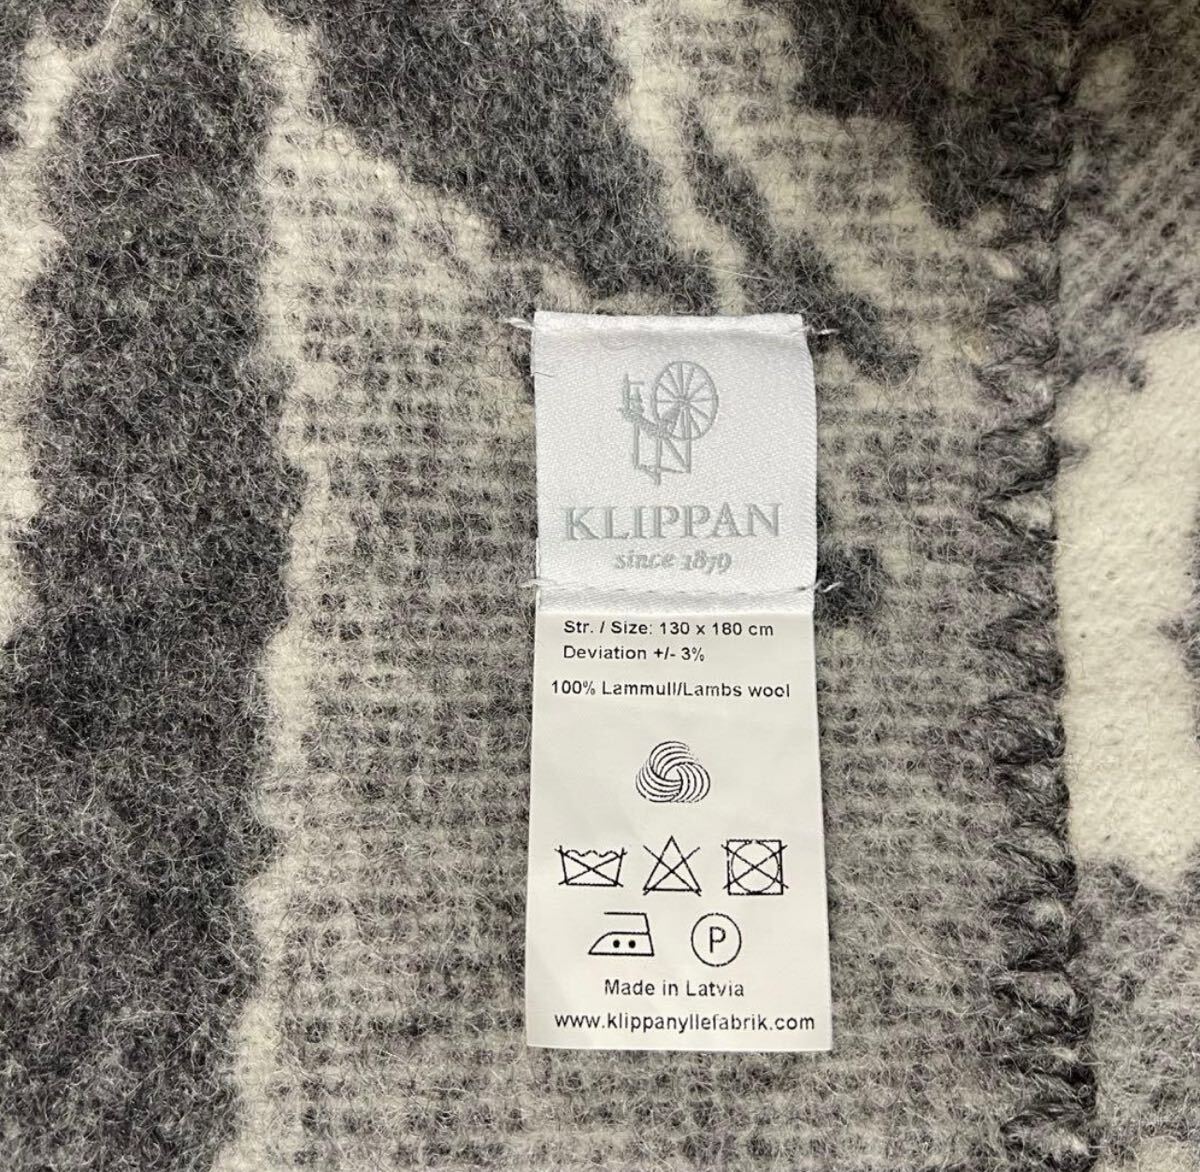 KLIPPAN
since 1879
Str. / Size: 130 x 180 cm
Deviation +/- 3%
100% Lammull/Lambs wool
P
Made in Latvia
www.klippanyllefabrik.com